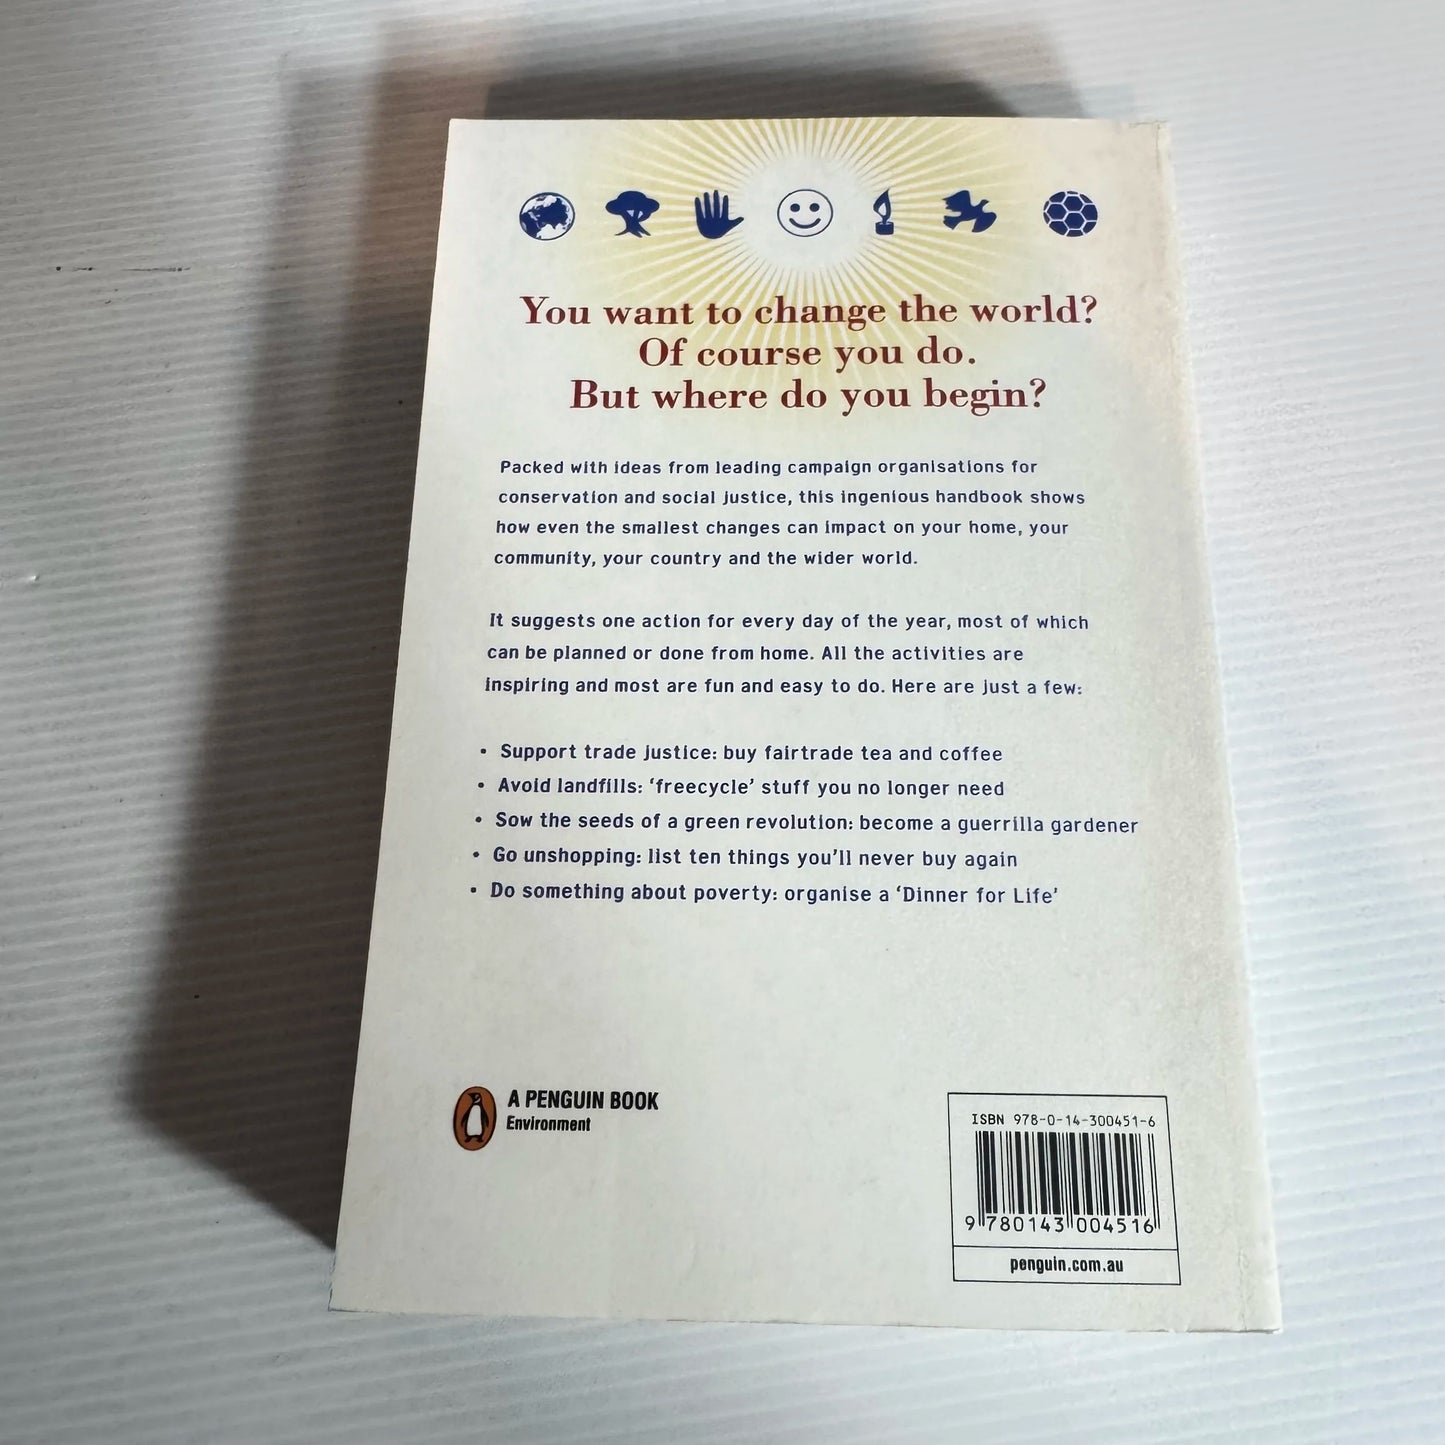 You want to change the world?
Of course you do.
But where do you begin?
Packed with ideas from leading campaign organisations for
conservation and social justice, this ingenious handbook shows
how even the smallest changes can impact on your home, your
community, your country and the wider world.
It suggests one action for every day of the year, most of which
can be planned or done from home. All the activities are
inspiring and most are fun and easy to do. Here are just a few:
• Support trade justice: buy fairtrade tea and coffee
• Avoid landfills: ‘freecycle’ stuff you no longer need
• Sow the seeds of a green revolution: become a guerrilla gardener
• Go unshopping: list ten things you’ll never buy again
• Do something about poverty: organise a ‘Dinner for Life’
A PENGUIN BOOK
Environment
ISBN 978-0-14-300451-6
9 780143 004516
penguin.com.au